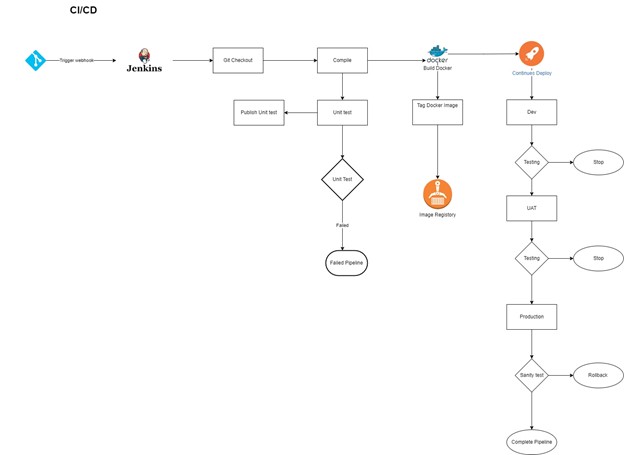 CI/CD
Trigger webhook
Jenkins
Git Checkout
Compile
docker
Build Docker
Continues Deploy
Publish Unit test
Unit test
Tag Docker image
Dev
Unit Test
Testing
Stop
Image Registory
UAT
Failed
Failed Pipeline
Testing
Stop
Production
Sanity test
Rollback
Complete Pipeline